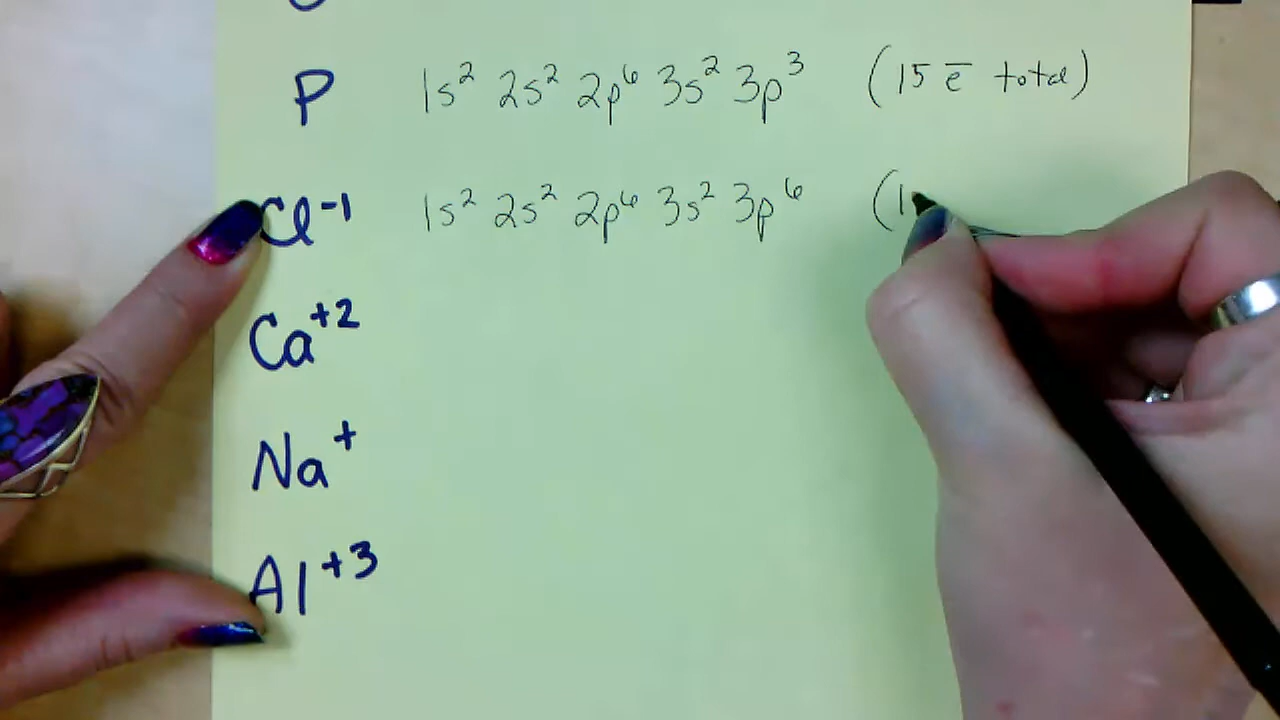 P 1s² 2s² 2p⁶ 3s² 3p³ (15 e̅ total)
Cl⁻¹ 1s² 2s² 2p⁶ 3s² 3p⁶ (1
Ca⁺²
Na⁺
Al⁺³